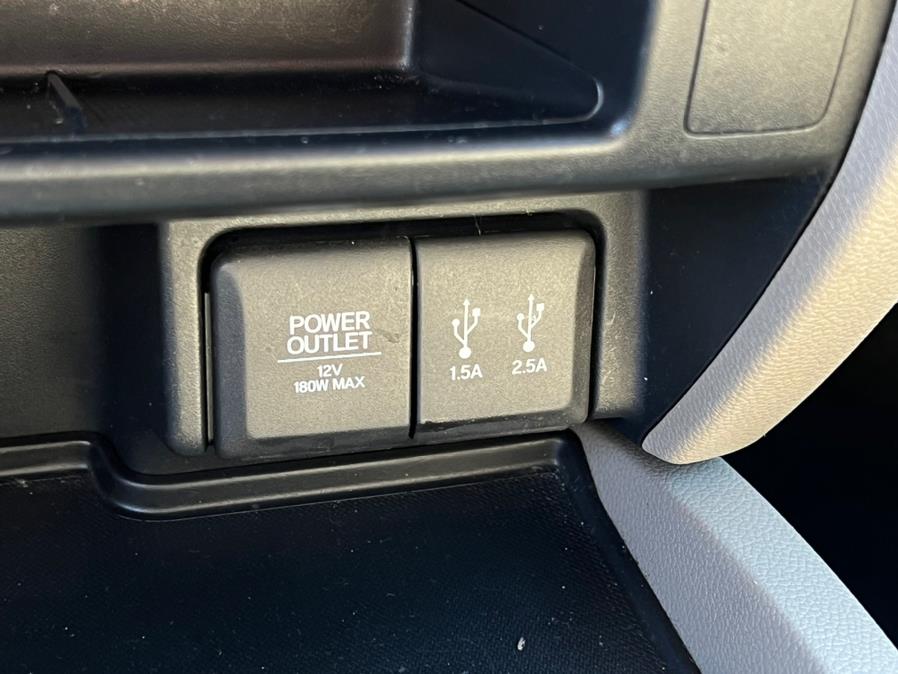 POWER
OUTLET
12V
180W MAX
1.5A 2.5A